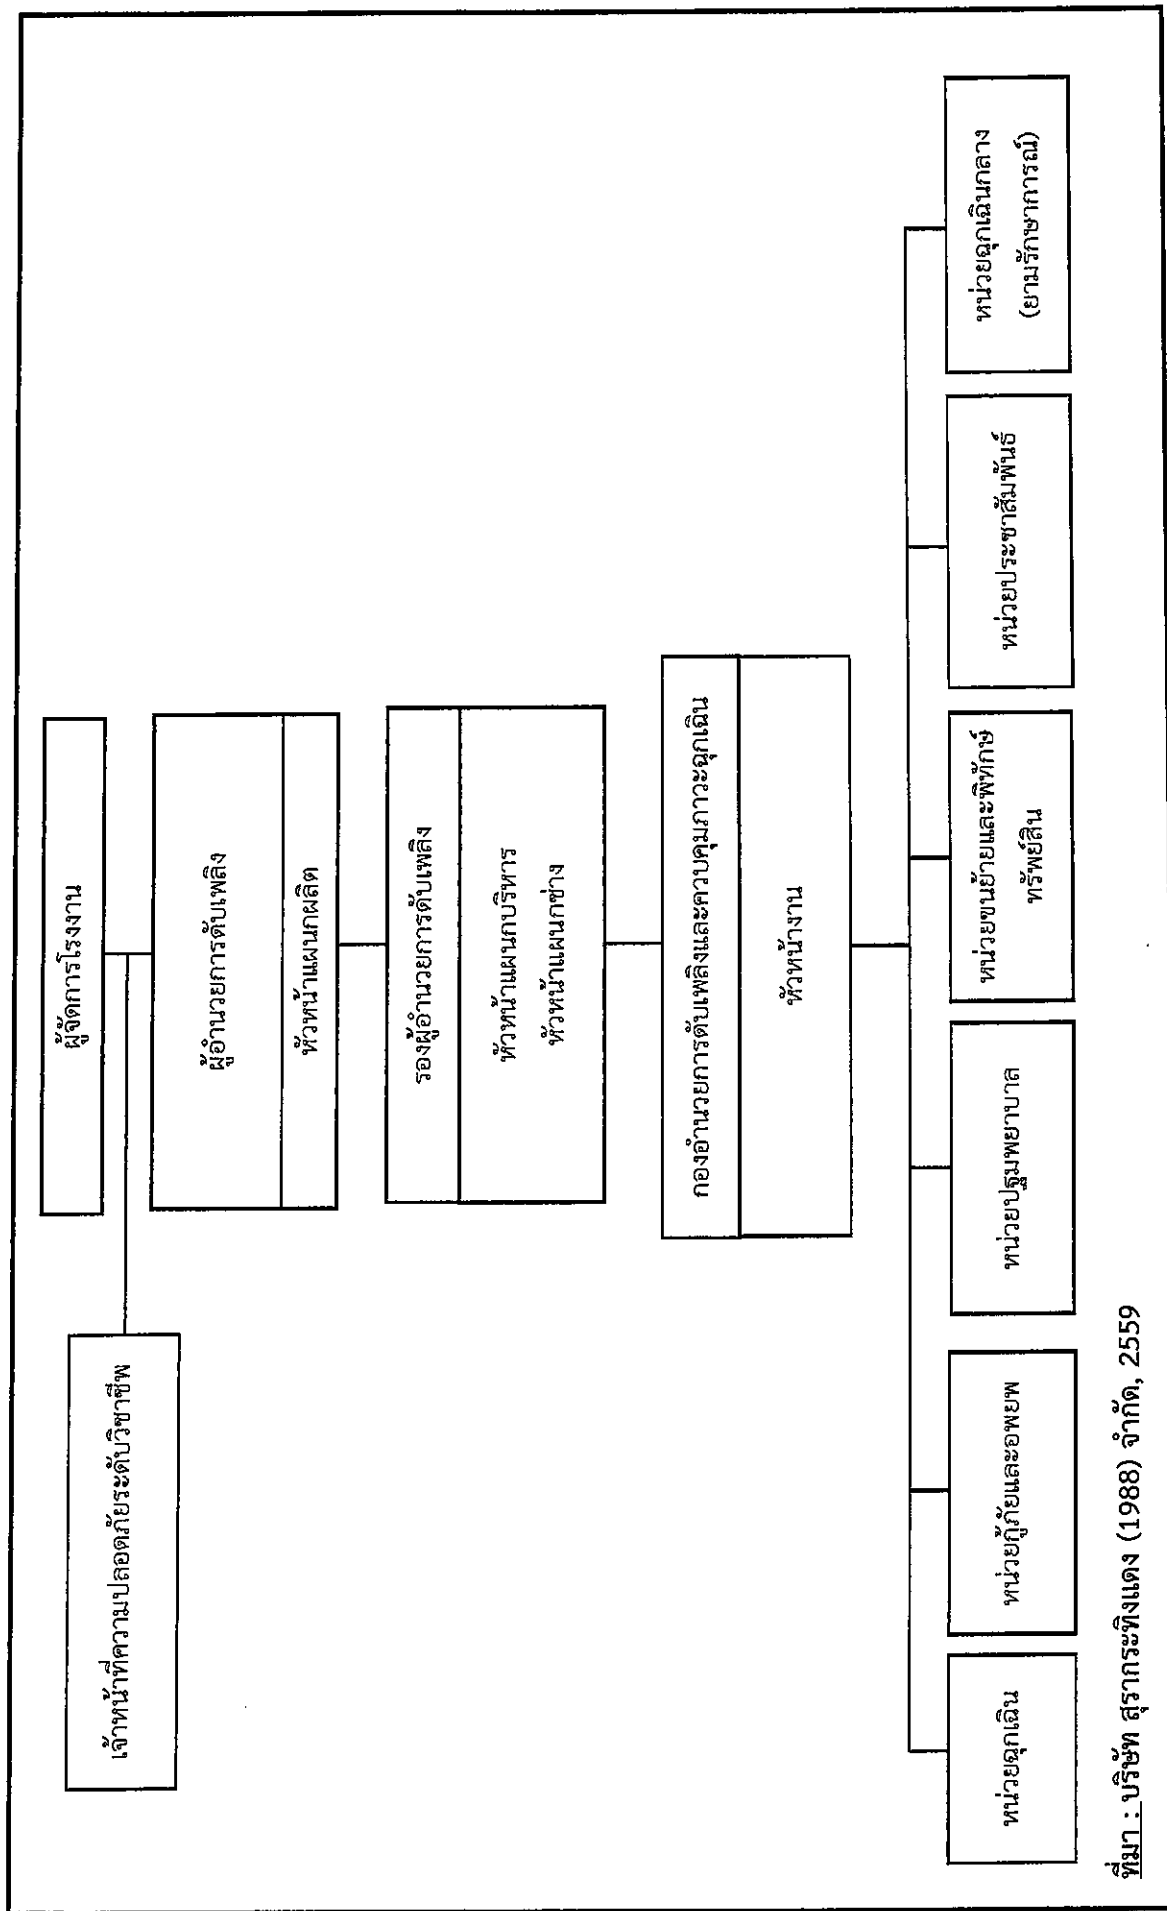 ผู้จัดการโรงงาน
เจ้าหน้าที่ความปลอดภัยระดับวิชาชีพ
ผู้อำนวยการดับเพลิง
หัวหน้าแผนกผลิต
รองผู้อำนวยการดับเพลิง
หัวหน้าแผนกบริหาร
หัวหน้าแผนกช่าง
กองอำนวยการดับเพลิงและควบคุมภาวะฉุกเฉิน
หัวหน้างาน
หน่วยฉุกเฉิน
หน่วยกู้ภัยและอพยพ
หน่วยปฐมพยาบาล
หน่วยขนย้ายและพิทักษ์
ทรัพย์สิน
หน่วยประชาสัมพันธ์
หน่วยฉุกเฉินกลาง
(ยามรักษาการณ์)
ที่มา : บริษัท สุรากระทิงแดง (1988) จำกัด, 2559